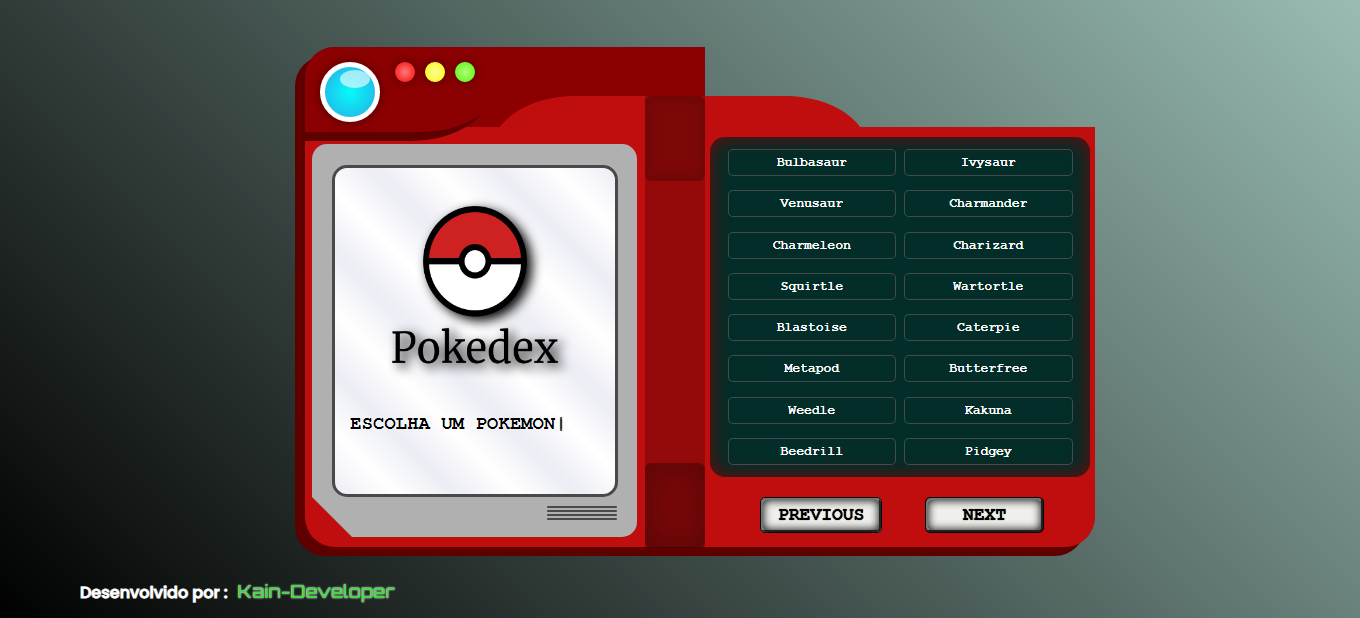 Pokedex
ESCOLHA UM POKEMON|
Bulbasaur Ivysaur
Venusaur Charmander
Charmeleon Charizard
Squirtle Wartortle
Blastoise Caterpie
Metapod Butterfree
Weedle Kakuna
Beedrill Pidgey
PREVIOUS NEXT
Desenvolvido por : Kain-Developer